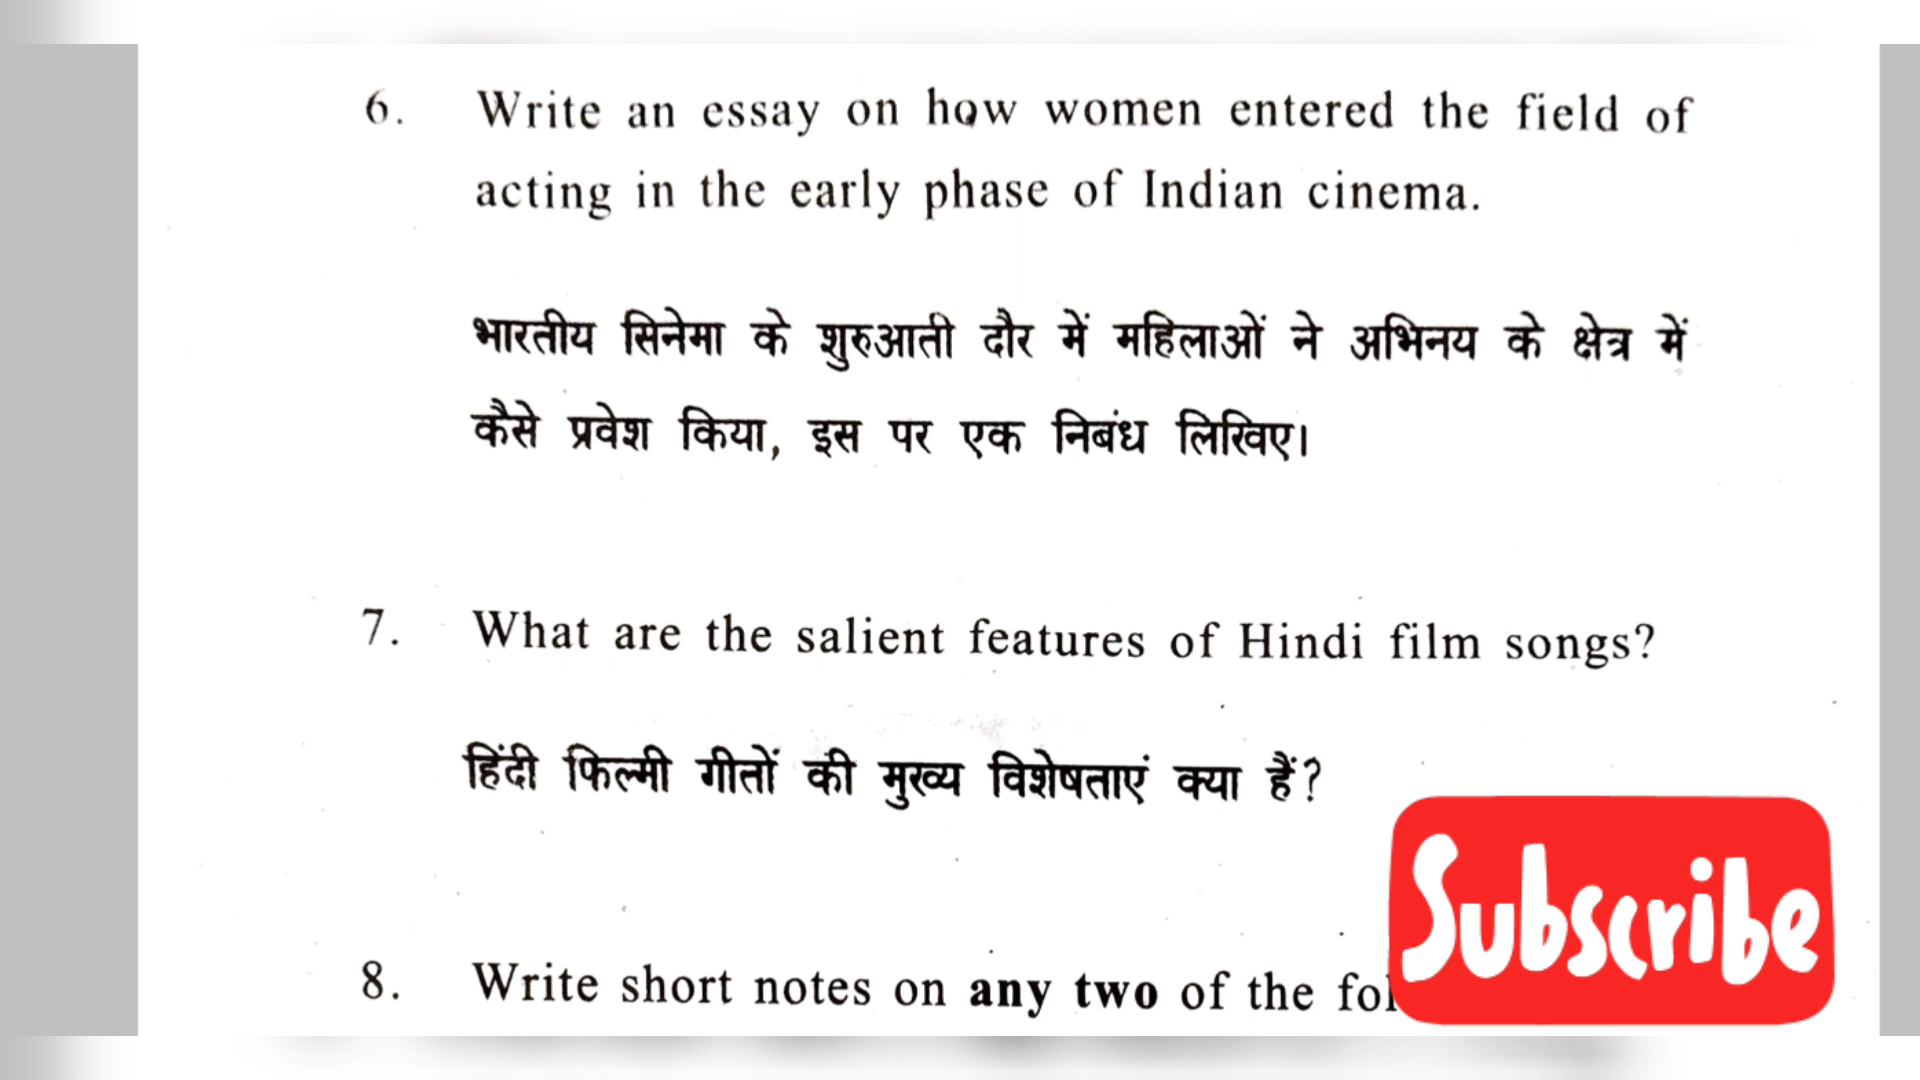 6. Write an essay on how women entered the field of
acting in the early phase of Indian cinema.
भारतीय सिनेमा के शुरुआती दौर में महिलाओं ने अभिनय के क्षेत्र में
कैसे प्रवेश किया, इस पर एक निबंध लिखिए।
7. What are the salient features of Hindi film songs?
हिंदी फिल्मी गीतों की मुख्य विशेषताएं क्या हैं?
8. Write short notes on any two of the
Subscribe